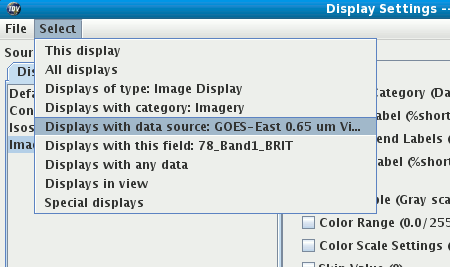 IDV Display Settings --
File Select
Sour
This display
All displays
Displays of type: Image Display
Displays with category: Imagery
Displays with data source: GOES-East 0.65 um Vi...
Displays with this field: 78_Band1_BRIT
Displays with any data
Displays in view
Special displays
Dis
Defa
Con
Isos
Imag
ategory (Da
abel (%short
end Labels (
abel (%short
le (Gray sca
Color Range (0.0/255
Color Scale Settings (
Skip Value (0)